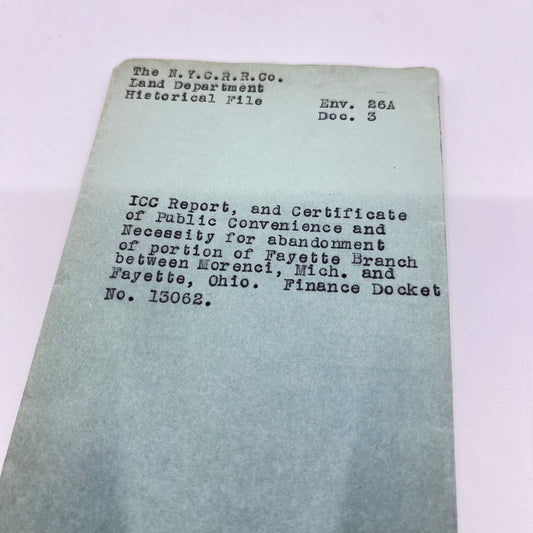 The N.Y.C.R.R.Co.
Land Department
Historical File
Env. 26A
Doc. 3
ICC Report, and Certificate
of Public Convenience and
Necessity for abandonment
of portion of Fayette Branch
between Morenci, Mich. and
Fayette, Ohio.  Finance Docket
No. 13062.